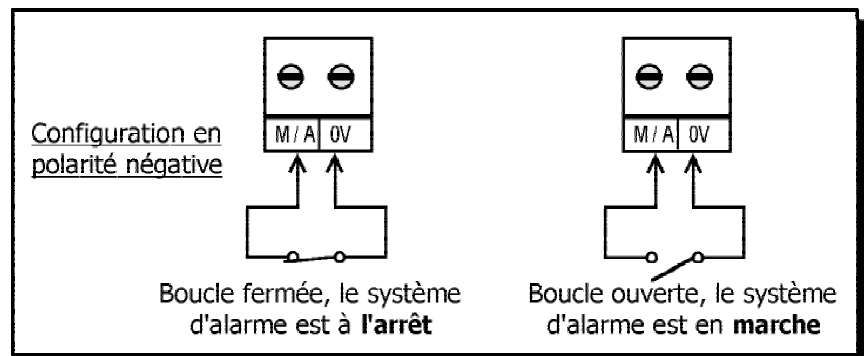 Configuration en
polarité négative
M / A 0V
Boucle fermée, le système
d'alarme est à l'arrêt
M / A 0V
Boucle ouverte, le système
d'alarme est en marche